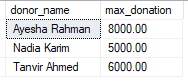 donor_name max_donation
Ayesha Rahman 8000.00
Nadia Karim 5000.00
Tanvir Ahmed 6000.00